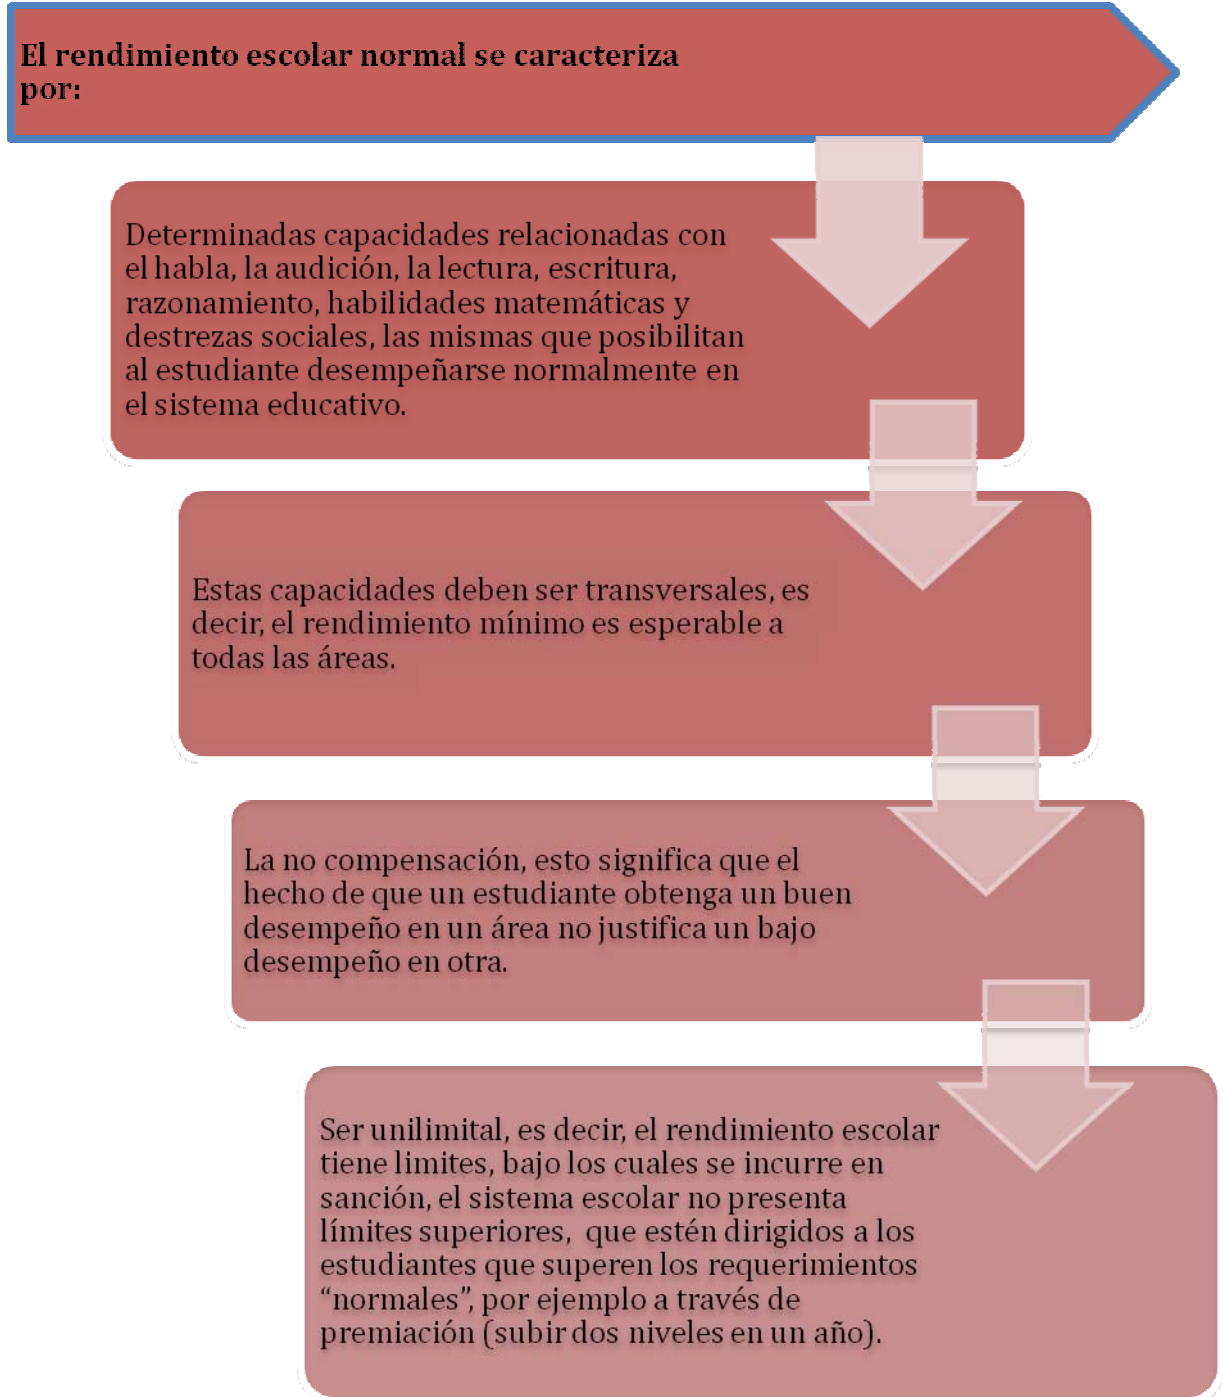 El rendimiento escolar normal se caracteriza
por:
Determinadas capacidades relacionadas con
el habla, la audición, la lectura, escritura,
razonamiento, habilidades matemáticas y
destrezas sociales, las mismas que posibilitan
al estudiante desempeñarse normalmente en
el sistema educativo.
Estas capacidades deben ser transversales, es
decir, el rendimiento mínimo es esperable a
todas las áreas.
La no compensación, esto significa que el
hecho de que un estudiante obtenga un buen
desempeño en un área no justifica un bajo
desempeño en otra.
Ser unilimital, es decir, el rendimiento escolar
tiene limites, bajo los cuales se incurre en
sanción, el sistema escolar no presenta
límites superiores,  que estén dirigidos a los
estudiantes que superen los requerimientos
“normales”, por ejemplo a través de
premiación (subir dos niveles en un año).